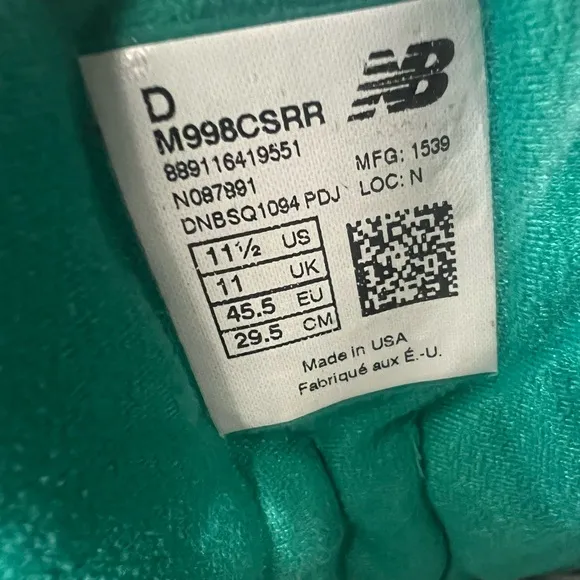 D
NB
M998CSRR
889116419551
MFG: 1539
N087891
LOC: N
DNBSQ1094 PDJ
11½ US
11 UK
45.5 EU
29.5 CM
Made in USA
Fabriqué aux É.-U.